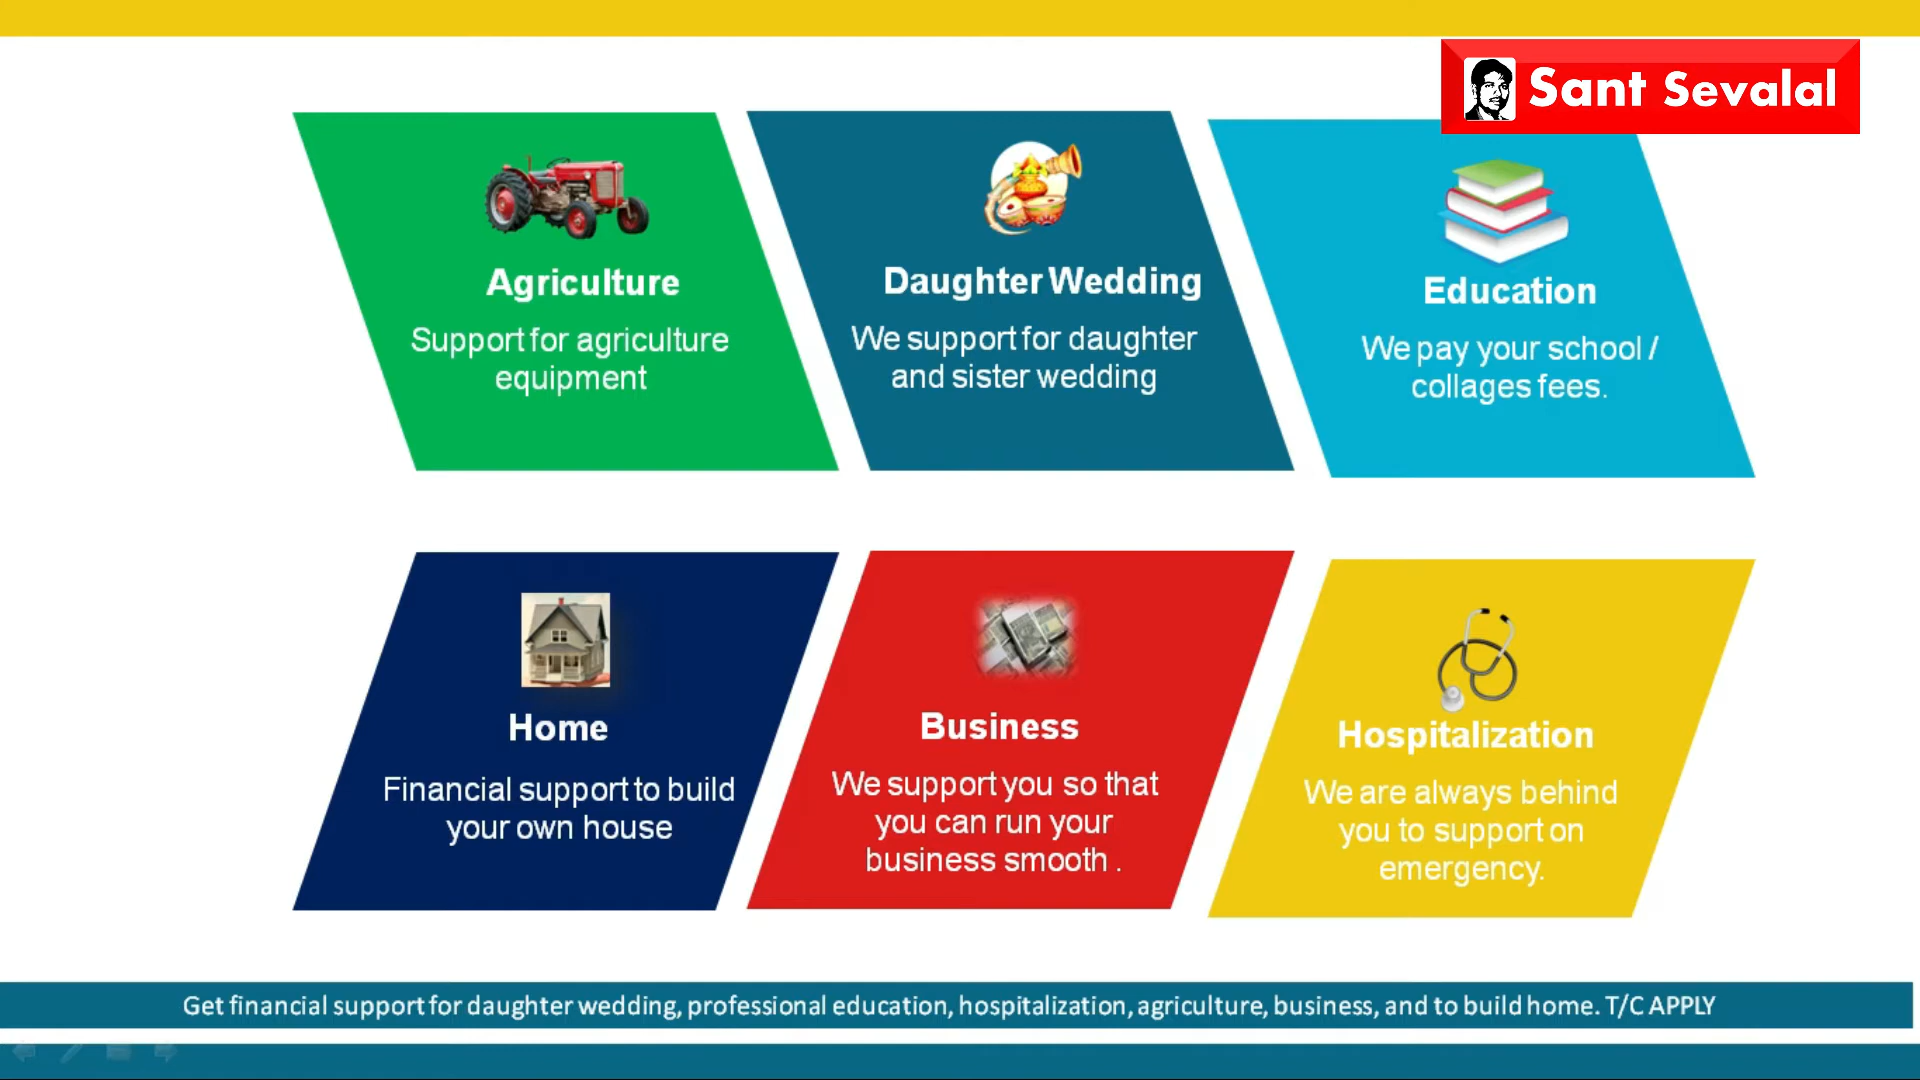 Sant Sevalal
Agriculture
Support for agriculture
equipment
Daughter Wedding
We support for daughter
and sister wedding
Education
We pay your school /
collages fees.
Home
Financial support to build
your own house
Business
We support you so that
you can run your
business smooth .
Hospitalization
We are always behind
you to support on
emergency.
Get financial support for daughter wedding, professional education, hospitalization, agriculture, business, and to build home. T/C APPLY